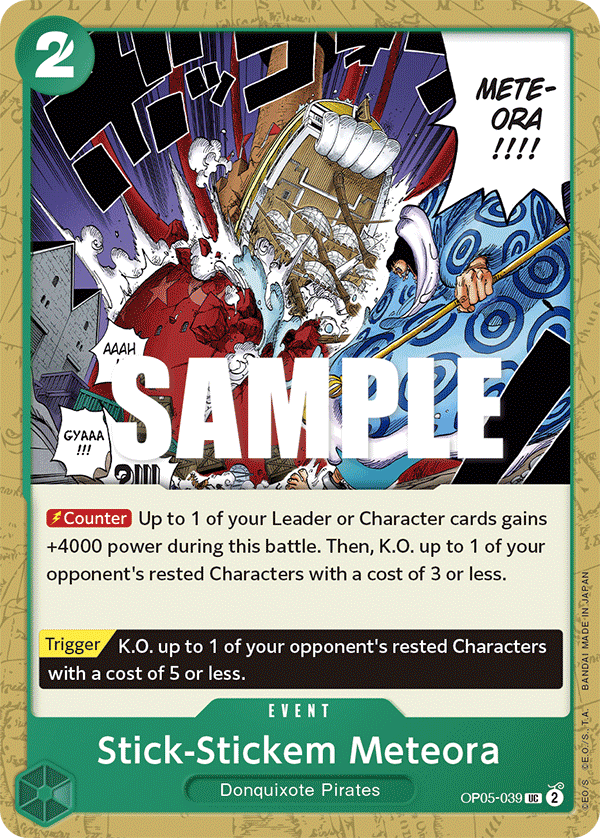 2
METE-
ORA
!!!!
AAAH
GYAAA
!!!
SAMPLE
Counter Up to 1 of your Leader or Character cards gains
+4000 power during this battle. Then, K.O. up to 1 of your
opponent's rested Characters with a cost of 3 or less.
Trigger K.O. up to 1 of your opponent's rested Characters
with a cost of 5 or less.
EVENT
Stick-Stickem Meteora
Donquixote Pirates
OP05-039 UC 2
©E.O./S. ©E.O./S.,T.A. BANDAI MADE IN JAPAN